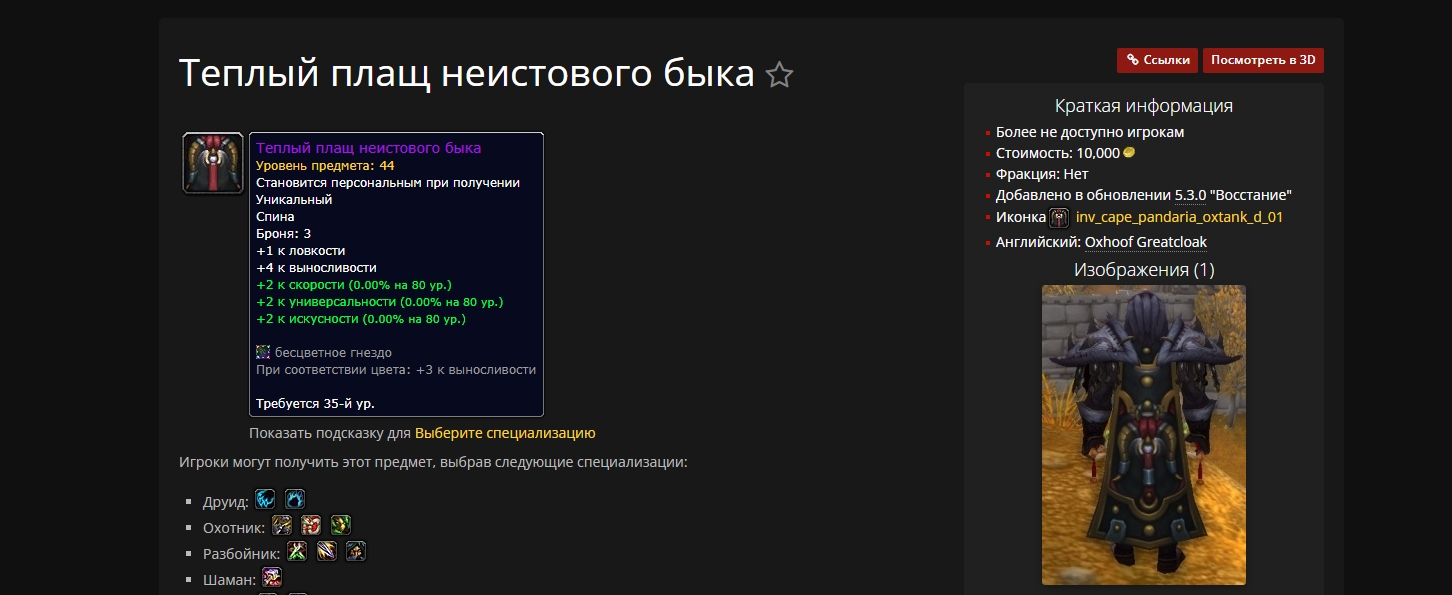 Теплый плащ неистового быка
Теплый плащ неистового быка
Уровень предмета: 44
Становится персональным при получении
Уникальный
Спина
Броня: 3
+1 к ловкости
+4 к выносливости
+2 к скорости (0.00% на 80 ур.)
+2 к универсальности (0.00% на 80 ур.)
+2 к искусности (0.00% на 80 ур.)
бесцветное гнездо
При соответствии цвета: +3 к выносливости
Требуется 35-й ур.
Показать подсказку для Выберите специализацию
Игроки могут получить этот предмет, выбрав следующие специализации:
Друид:
Охотник:
Разбойник:
Шаман:
Ссылки
Посмотреть в 3D
Краткая информация
Более не доступно игрокам
Стоимость: 10,000
Фракция: Нет
Добавлено в обновлении 5.3.0 "Восстание"
Иконка inv_cape_pandaria_oxtank_d_01
Английский: Oxhoof Greatcloak
Изображения (1)